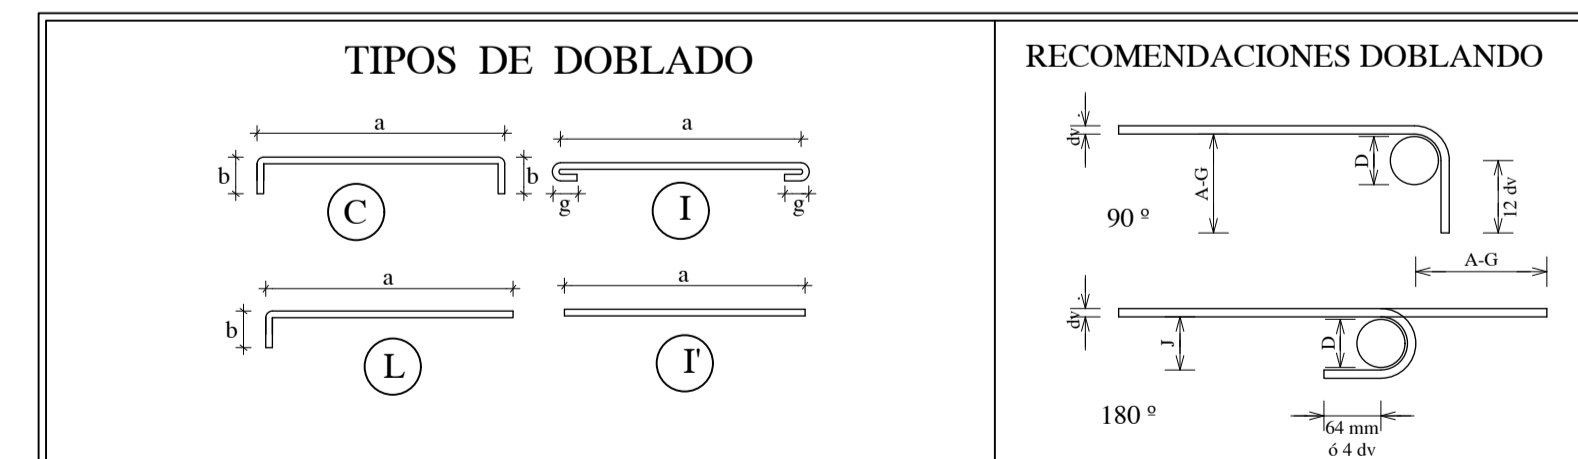 TIPOS DE DOBLADO
a
b
b
C
a
g
g
I
a
b
L
a
I'
RECOMENDACIONES DOBLANDO
dv.
A-G
D
12 dv
90 º
A-G
dv.
J
D
180 º
64 mm
ó 4 dv